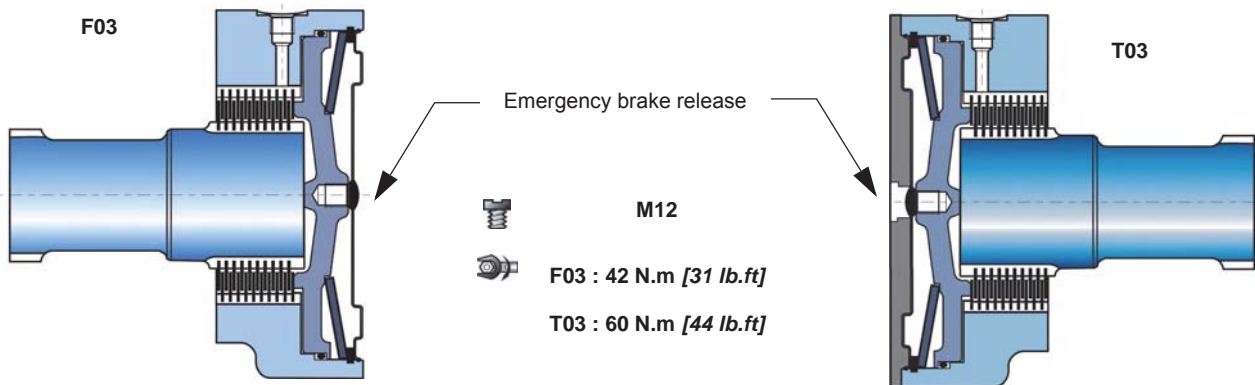 F03
T03
Emergency brake release
M12
F03 : 42 N.m [31 lb.ft]
T03 : 60 N.m [44 lb.ft]